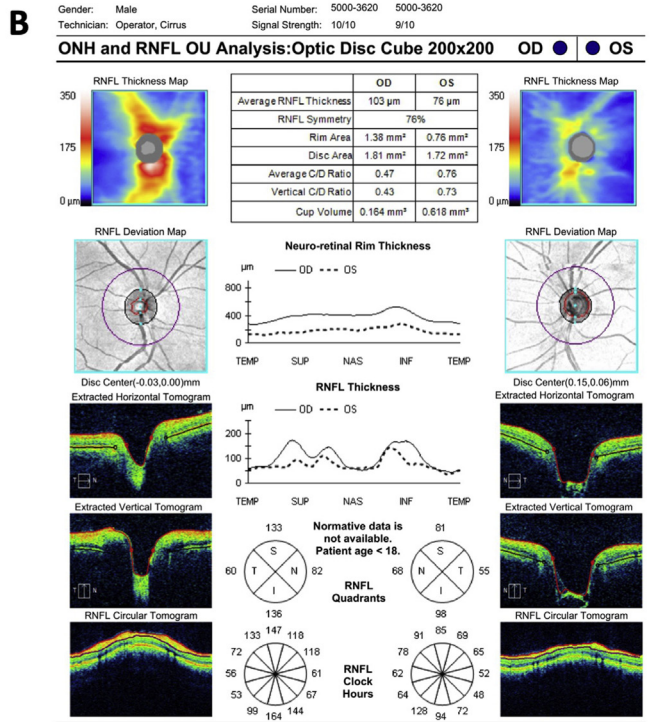 B
Gender: Male Serial Number: 5000-3620 5000-3620
Technician: Operator, Cirrus Signal Strength: 10/10 9/10
ONH and RNFL OU Analysis:Optic Disc Cube 200x200 OD OS
RNFL Thickness Map
350
175
0 µm
OD OS
Average RNFL Thickness 103 µm 76 µm
RNFL Symmetry 76%
Rim Area 1.38 mm² 0.76 mm²
Disc Area 1.81 mm² 1.72 mm²
Average C/D Ratio 0.47 0.76
Vertical C/D Ratio 0.43 0.73
Cup Volume 0.164 mm³ 0.618 mm³
RNFL Thickness Map
350
175
0 µm
RNFL Deviation Map
Disc Center(-0.03,0.00)mm
Neuro-retinal Rim Thickness
µm OD OS
800
400
0
TEMP SUP NAS INF TEMP
RNFL Deviation Map
Disc Center(0.15,0.06)mm
Extracted Horizontal Tomogram
T N
RNFL Thickness
µm OD OS
200
100
0
TEMP SUP NAS INF TEMP
Extracted Horizontal Tomogram
N T
Extracted Vertical Tomogram
T N
133
60 S T N I 82
136
Normative data is
not available.
Patient age < 18.
RNFL
Quadrants
81
68 S N T I 55
98
Extracted Vertical Tomogram
N T
RNFL Circular Tomogram
133 147 118
72 118
56 61
53 67
99 164 144
RNFL
Clock
Hours
91 85 69
78 65
62 52
64 48
128 94 72
RNFL Circular Tomogram